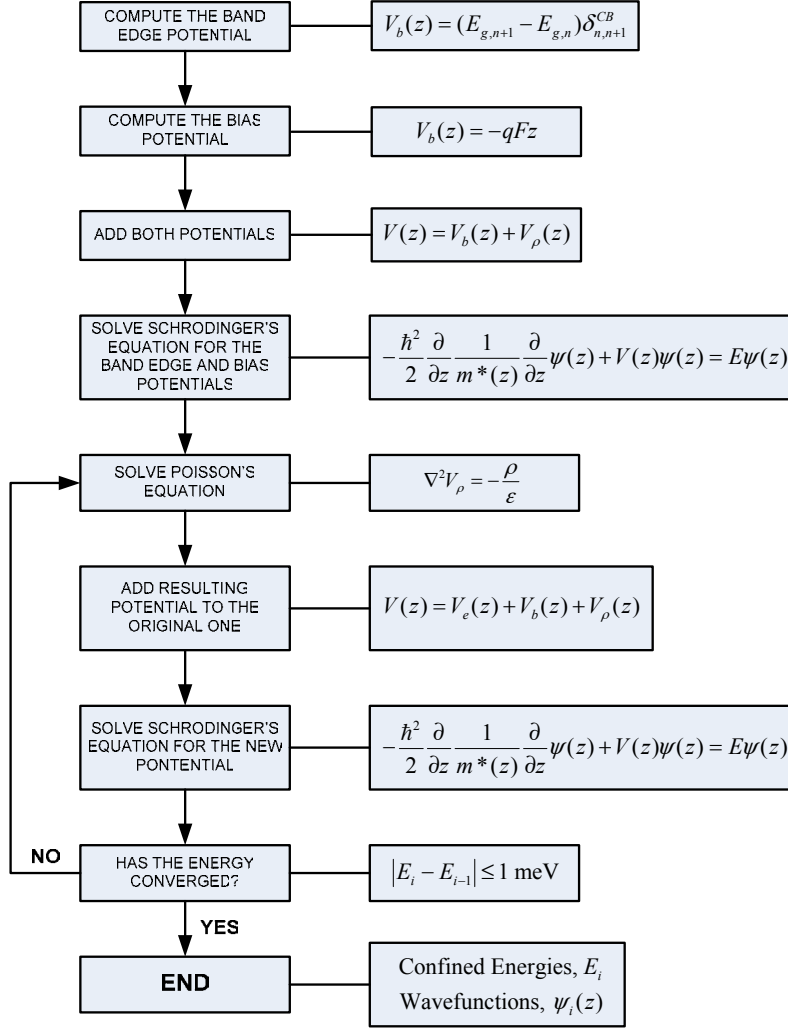 COMPUTE THE BAND
EDGE POTENTIAL
V_b(z) = (E_{g,n+1} − E_{g,n})δ^{CB}_{n,n+1}
COMPUTE THE BIAS
POTENTIAL
V_b(z) = −qFz
ADD BOTH POTENTIALS
V(z) = V_b(z) + V_ρ(z)
SOLVE SCHRODINGER'S
EQUATION FOR THE
BAND EDGE AND BIAS
POTENTIALS
−ħ²/2 ∂/∂z 1/m*(z) ∂/∂z ψ(z) + V(z)ψ(z) = Eψ(z)
SOLVE POISSON'S
EQUATION
∇²V_ρ = −ρ/ε
ADD RESULTING
POTENTIAL TO THE
ORIGINAL ONE
V(z) = V_e(z) + V_b(z) + V_ρ(z)
SOLVE SCHRODINGER'S
EQUATION FOR THE NEW
PONTENTIAL
−ħ²/2 ∂/∂z 1/m*(z) ∂/∂z ψ(z) + V(z)ψ(z) = Eψ(z)
NO
HAS THE ENERGY
CONVERGED?
|E_i − E_{i−1}| ≤ 1 meV
YES
END
Confined Energies, E_i
Wavefunctions, ψ_i(z)